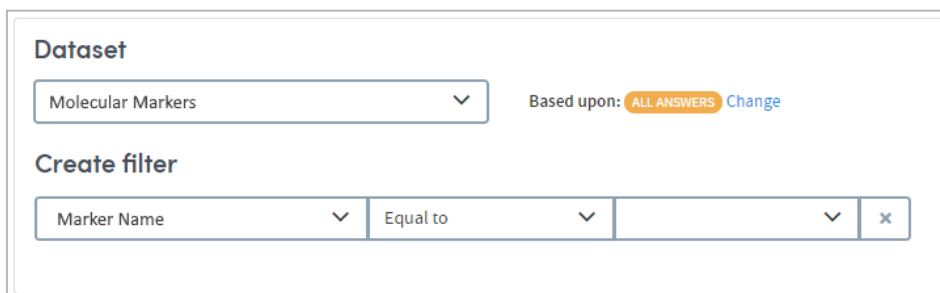 Dataset
Molecular Markers
Based upon: ALL ANSWERS Change
Create filter
Marker Name
Equal to